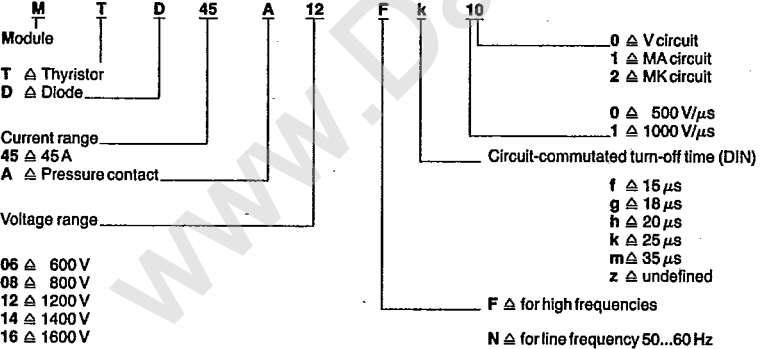 M T D 45 A 12 F k 10
Module
T ≙ Thyristor
D ≙ Diode
Current range
45 ≙ 45 A
A ≙ Pressure contact
Voltage range
06 ≙ 600 V
08 ≙ 800 V
12 ≙ 1200 V
14 ≙ 1400 V
16 ≙ 1600 V
0 ≙ V circuit
1 ≙ MA circuit
2 ≙ MK circuit
0 ≙ 500 V/μs
1 ≙ 1000 V/μs
Circuit-commutated turn-off time (DIN)
f ≙ 15 μs
g ≙ 18 μs
h ≙ 20 μs
k ≙ 25 μs
m ≙ 35 μs
z ≙ undefined
F ≙ for high frequencies
N ≙ for line frequency 50...60 Hz
www.Da